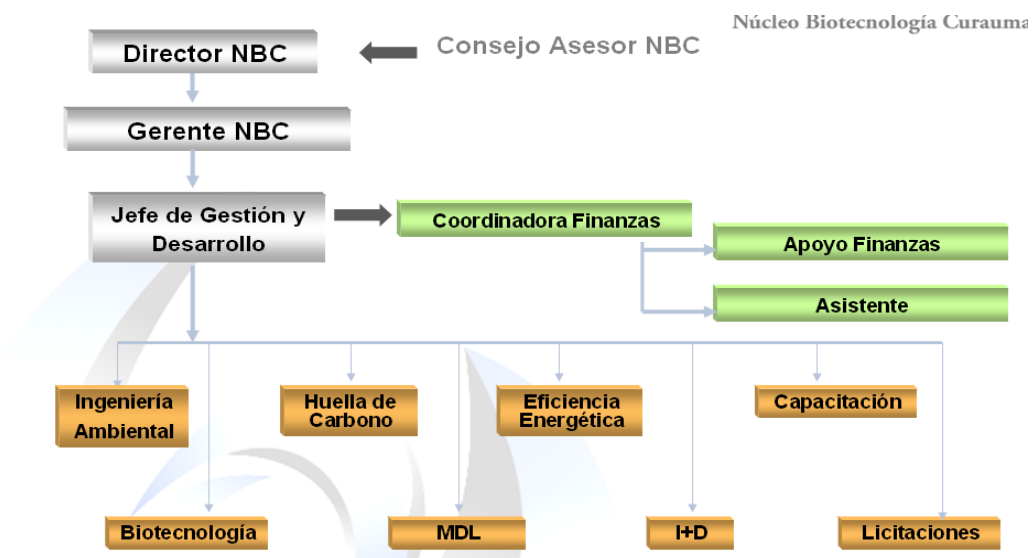 Núcleo Biotecnología Curauma
Director NBC
Consejo Asesor NBC
Gerente NBC
Jefe de Gestión y
Desarrollo
Coordinadora Finanzas
Apoyo Finanzas
Asistente
Ingeniería
Ambiental
Huella de
Carbono
Eficiencia
Energética
Capacitación
Biotecnología
MDL
I+D
Licitaciones